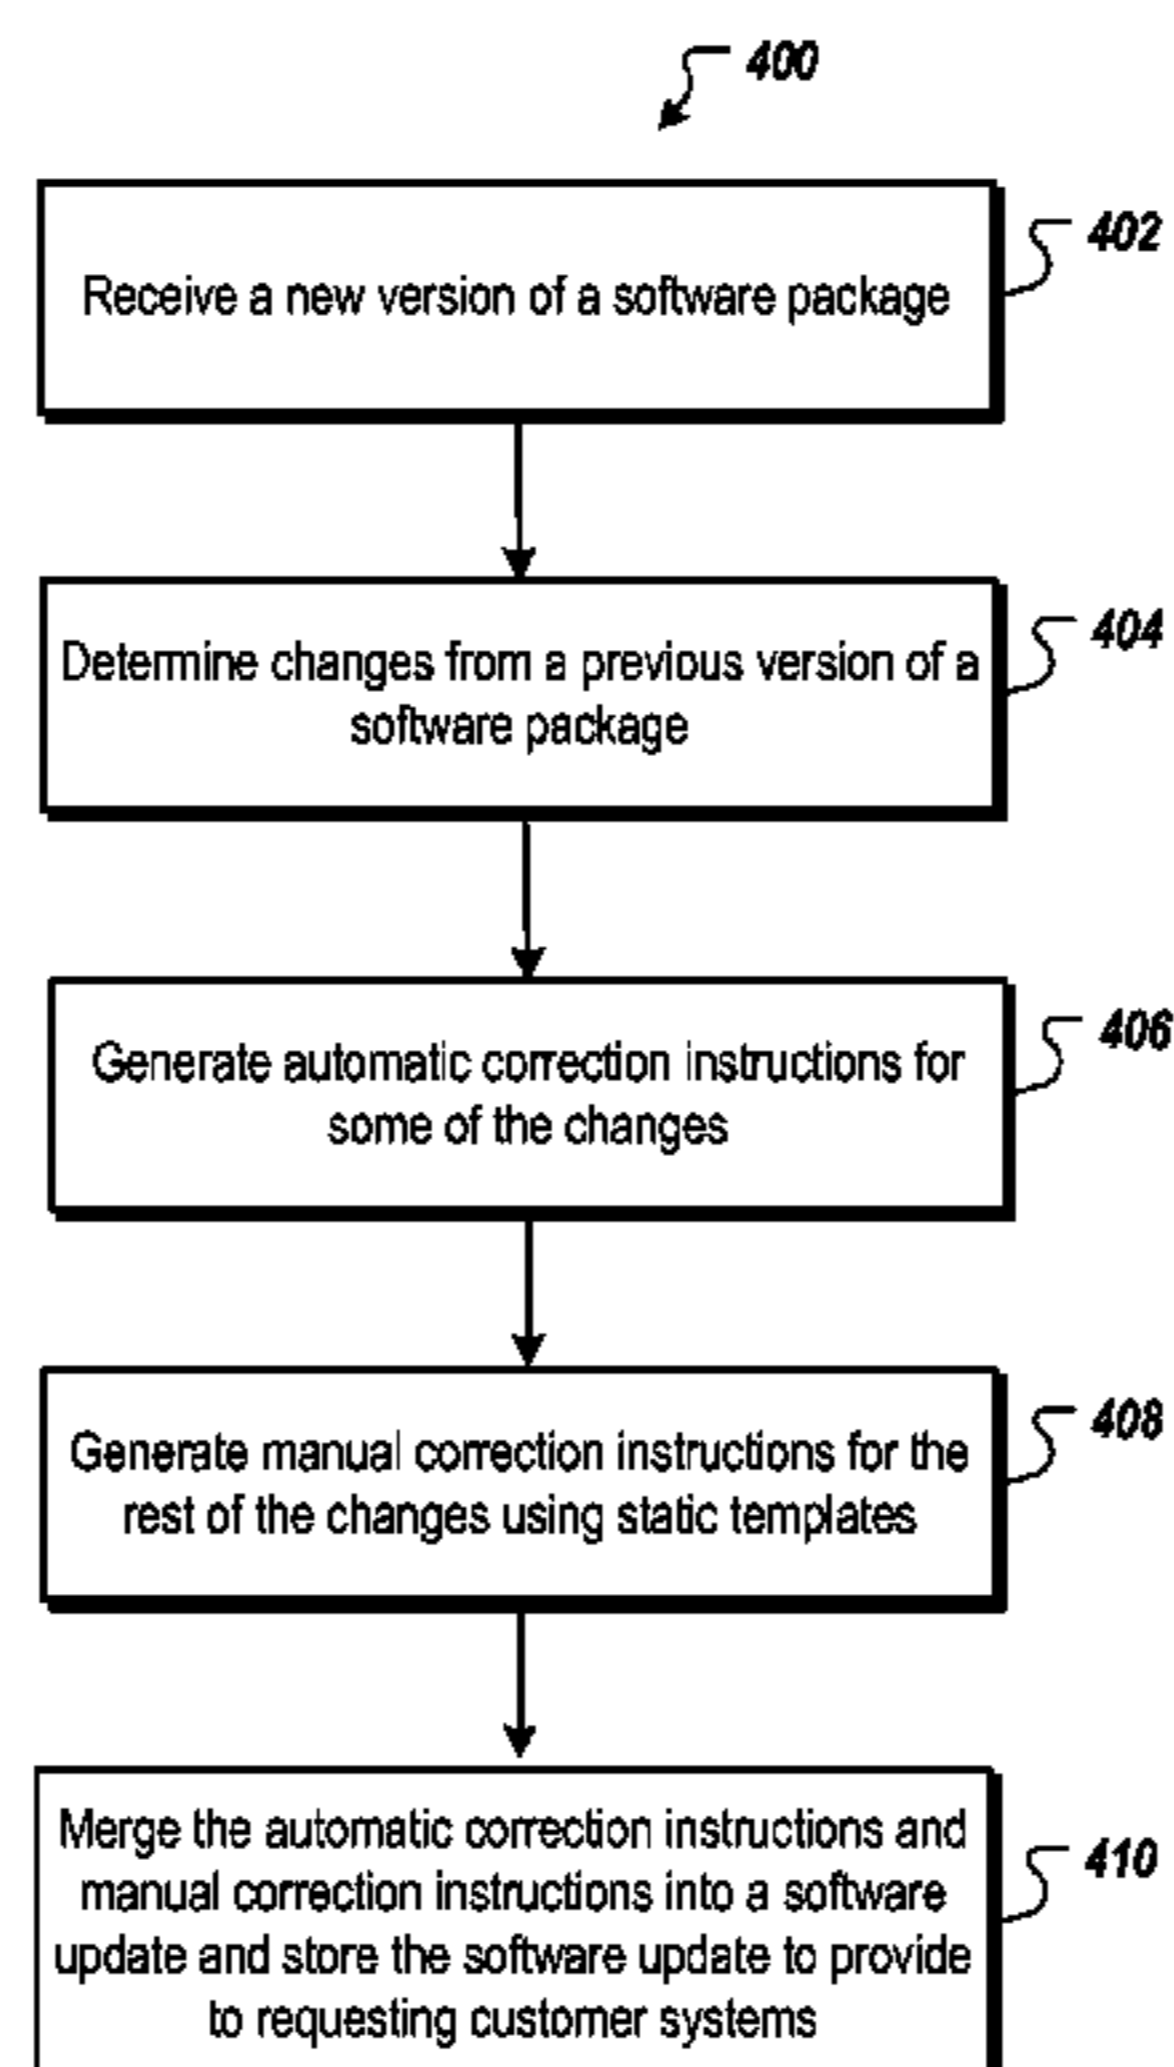 400
Receive a new version of a software package
402
Determine changes from a previous version of a
software package
404
Generate automatic correction instructions for
some of the changes
406
Generate manual correction instructions for the
rest of the changes using static templates
408
Merge the automatic correction instructions and
manual correction instructions into a software
update and store the software update to provide
to requesting customer systems
410